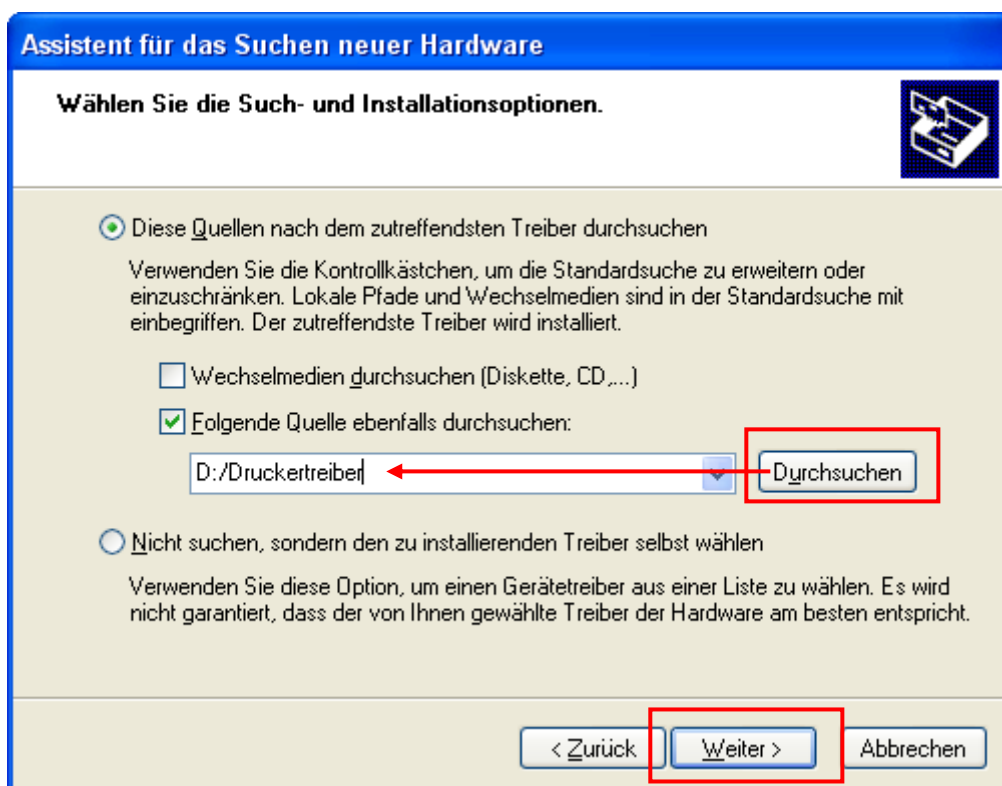 Assistent für das Suchen neuer Hardware
Wählen Sie die Such- und Installationsoptionen.
Diese Quellen nach dem zutreffendsten Treiber durchsuchen
Verwenden Sie die Kontrollkästchen, um die Standardsuche zu erweitern oder
einzuschränken. Lokale Pfade und Wechselmedien sind in der Standardsuche mit
einbegriffen. Der zutreffendste Treiber wird installiert.
Wechselmedien durchsuchen (Diskette, CD,...)
Folgende Quelle ebenfalls durchsuchen:
D:/Druckertreiber
Durchsuchen
Nicht suchen, sondern den zu installierenden Treiber selbst wählen
Verwenden Sie diese Option, um einen Gerätetreiber aus einer Liste zu wählen. Es wird
nicht garantiert, dass der von Ihnen gewählte Treiber der Hardware am besten entspricht.
< Zurück
Weiter >
Abbrechen